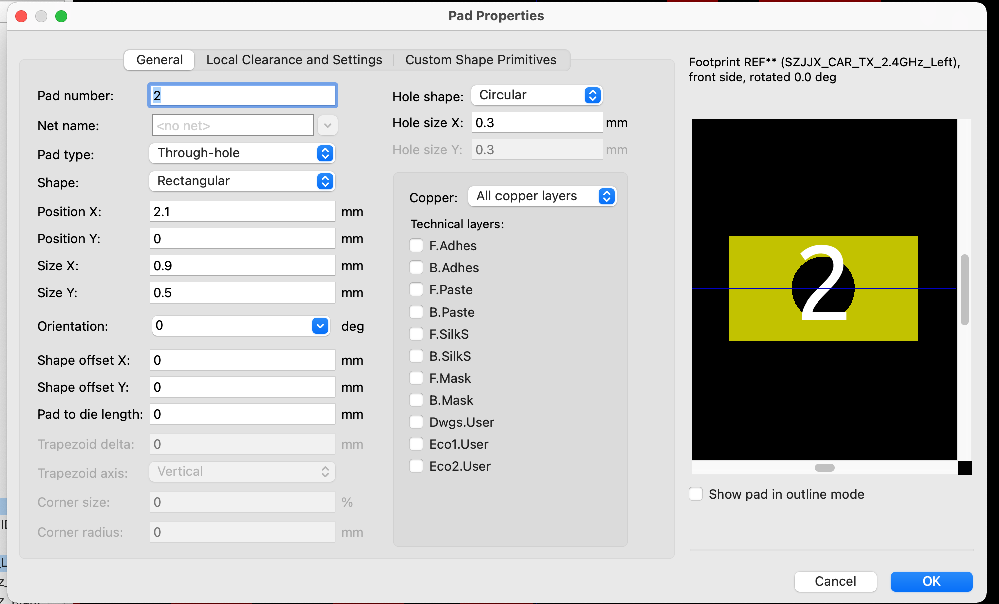 Pad Properties
General
Local Clearance and Settings
Custom Shape Primitives
Pad number:
2
Net name:
<no net>
Pad type:
Through-hole
Shape:
Rectangular
Position X:
2.1
mm
Position Y:
0
mm
Size X:
0.9
mm
Size Y:
0.5
mm
Orientation:
0
deg
Shape offset X:
0
mm
Shape offset Y:
0
mm
Pad to die length:
0
mm
Trapezoid delta:
0
mm
Trapezoid axis:
Vertical
Corner size:
0
%
Corner radius:
0
mm
Hole shape:
Circular
Hole size X:
0.3
mm
Hole size Y:
0.3
mm
Copper:
All copper layers
Technical layers:
F.Adhes
B.Adhes
F.Paste
B.Paste
F.SilkS
B.SilkS
F.Mask
B.Mask
Dwgs.User
Eco1.User
Eco2.User
Footprint REF** (SZJJX_CAR_TX_2.4GHz_Left),
front side, rotated 0.0 deg
2
Show pad in outline mode
Cancel
OK